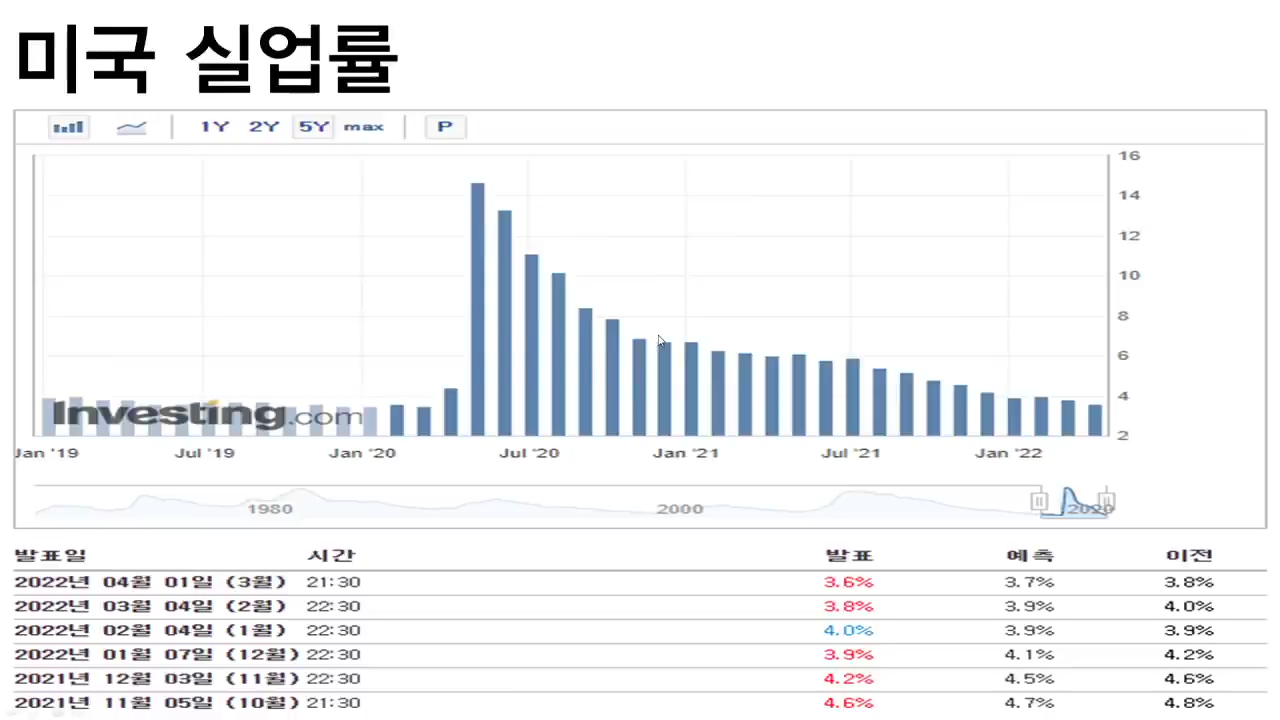 미국 실업률
1Y 2Y 5Y max P
16
14
12
10
8
6
4
2
Investing.com
Jan '19 Jul '19 Jan '20 Jul '20 Jan '21 Jul '21 Jan '22
1980 2000 2020
발표일 시간 발표 예측 이전
2022년 04월 01일 (3월) 21:30 3.6% 3.7% 3.8%
2022년 03월 04일 (2월) 22:30 3.8% 3.9% 4.0%
2022년 02월 04일 (1월) 22:30 4.0% 3.9% 3.9%
2022년 01월 07일 (12월) 22:30 3.9% 4.1% 4.2%
2021년 12월 03일 (11월) 22:30 4.2% 4.5% 4.6%
2021년 11월 05일 (10월) 21:30 4.6% 4.7% 4.8%